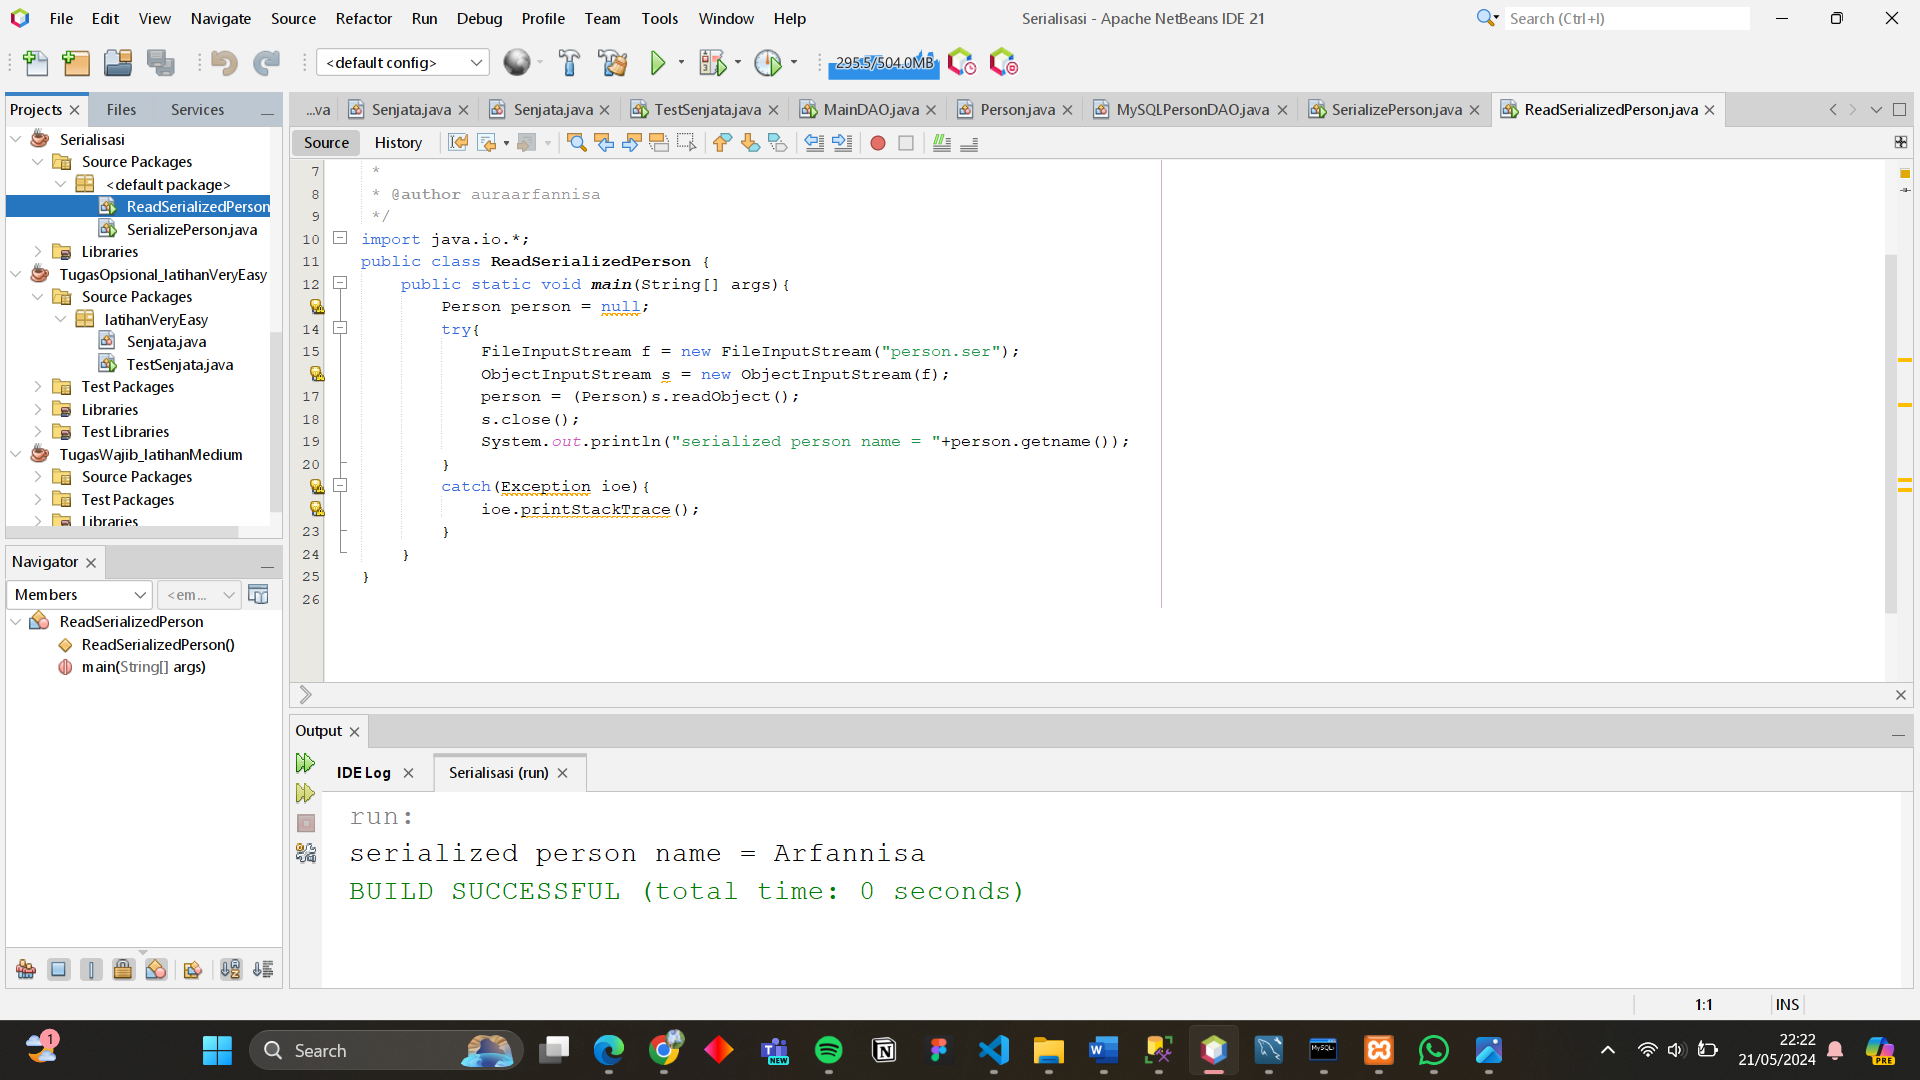 File Edit View Navigate Source Refactor Run Debug Profile Team Tools Window Help
Serialisasi - Apache NetBeans IDE 21
Search (Ctrl+I)
<default config>
295.5/504.0MB
Projects Files Services
...va Senjata.java Senjata.java TestSenjata.java MainDAO.java Person.java MySQLPersonDAO.java SerializePerson.java ReadSerializedPerson.java
Source History
Serialisasi
Source Packages
<default package>
ReadSerializedPerson
SerializePerson.java
Libraries
TugasOpsional_latihanVeryEasy
Source Packages
latihanVeryEasy
Senjata.java
TestSenjata.java
Test Packages
Libraries
Test Libraries
TugasWajib_latihanMedium
Source Packages
Test Packages
Libraries
7 *
8 * @author auraarfannisa
9 */
10 import java.io.*;
11 public class ReadSerializedPerson {
12 public static void main(String[] args){
Person person = null;
14 try{
15 FileInputStream f = new FileInputStream("person.ser");
ObjectInputStream s = new ObjectInputStream(f);
17 person = (Person)s.readObject();
18 s.close();
19 System.out.println("serialized person name = "+person.getname());
20 }
catch(Exception ioe){
ioe.printStackTrace();
23 }
24 }
25 }
26
Navigator
Members <em...
ReadSerializedPerson
ReadSerializedPerson()
main(String[] args)
Output
IDE Log Serialisasi (run)
run:
serialized person name = Arfannisa
BUILD SUCCESSFUL (total time: 0 seconds)
1:1 INS
1
Search
NEW
MySQL
22:22
21/05/2024
PRE